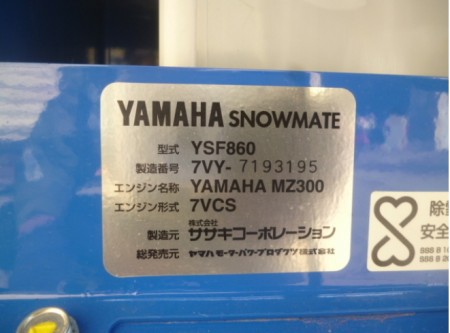 YAMAHA SNOWMATE
型式 YSF860
製造番号 7VY-7193195
エンジン名称 YAMAHA MZ300
エンジン形式 7VCS
株式会社
製造元 ササキコーポレーション
総発売元 ヤマハモーターパワープロダクツ株式会社
除雪
安全
SSS B
SSS B